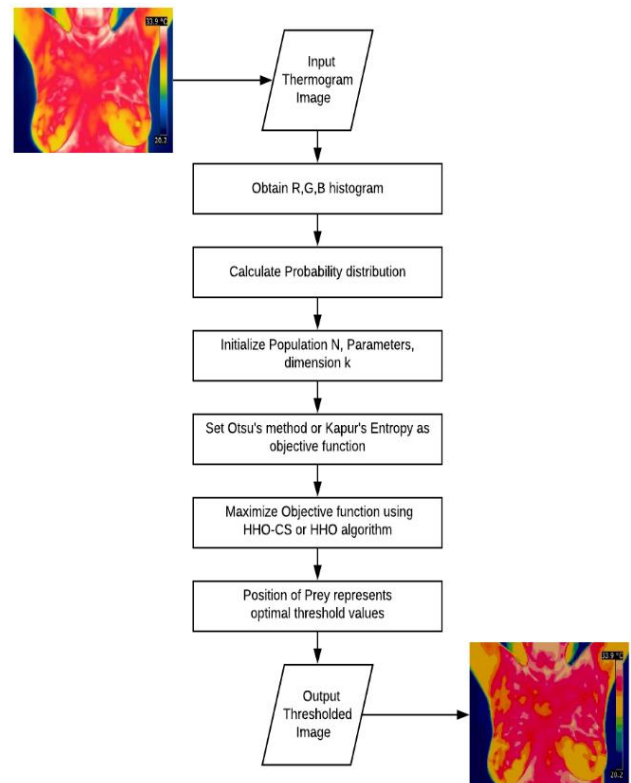 33.9 °C
20.2
Input
Thermogram
Image
Obtain R,G,B histogram
Calculate Probability distribution
Initialize Population N, Parameters,
dimension k
Set Otsu's method or Kapur's Entropy as
objective function
Maximize Objective function using
HHO-CS or HHO algorithm
Position of Prey represents
optimal threshold values
Output
Thresholded
Image
33.9 °C
20.2